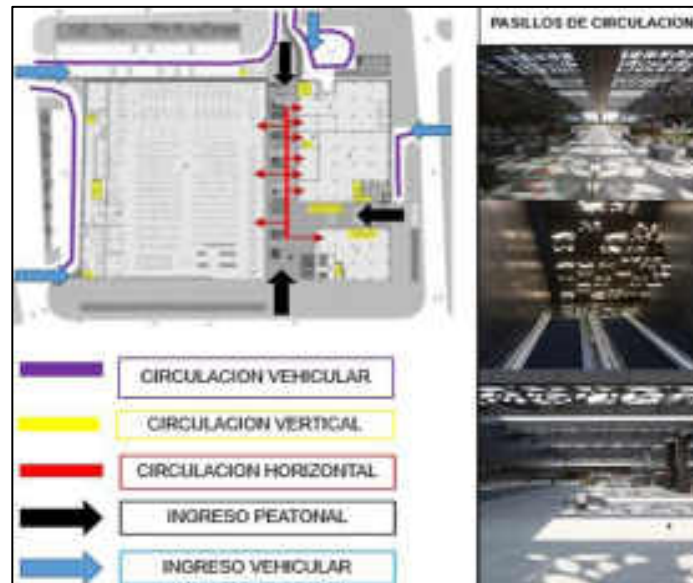 PASILLOS DE CIRCULACION
CIRCULACION VEHICULAR
CIRCULACION VERTICAL
CIRCULACION HORIZONTAL
INGRESO PEATONAL
INGRESO VEHICULAR